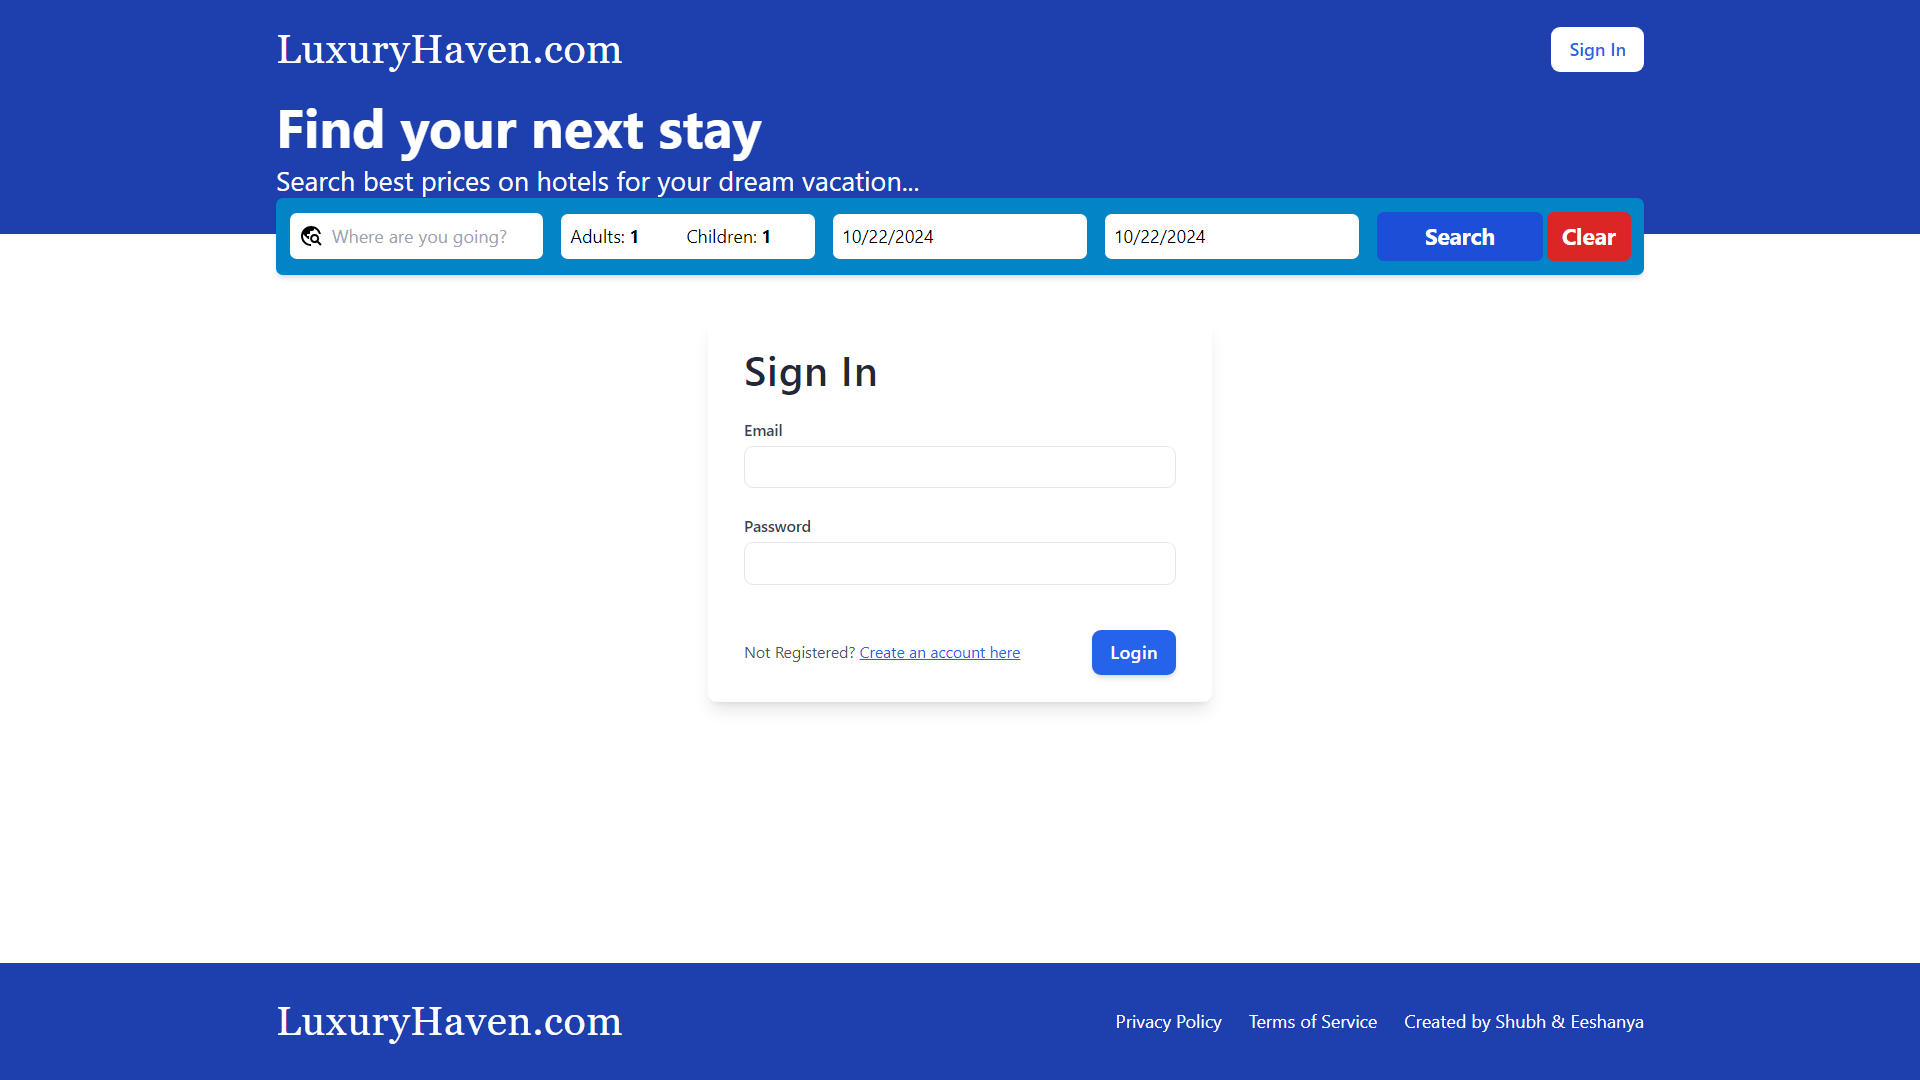 LuxuryHaven.com
Sign In
Find your next stay
Search best prices on hotels for your dream vacation...
Where are you going?
Adults: 1 Children: 1
10/22/2024
10/22/2024
Search
Clear
Sign In
Email
Password
Not Registered? Create an account here
Login
LuxuryHaven.com
Privacy Policy
Terms of Service
Created by Shubh & Eeshanya